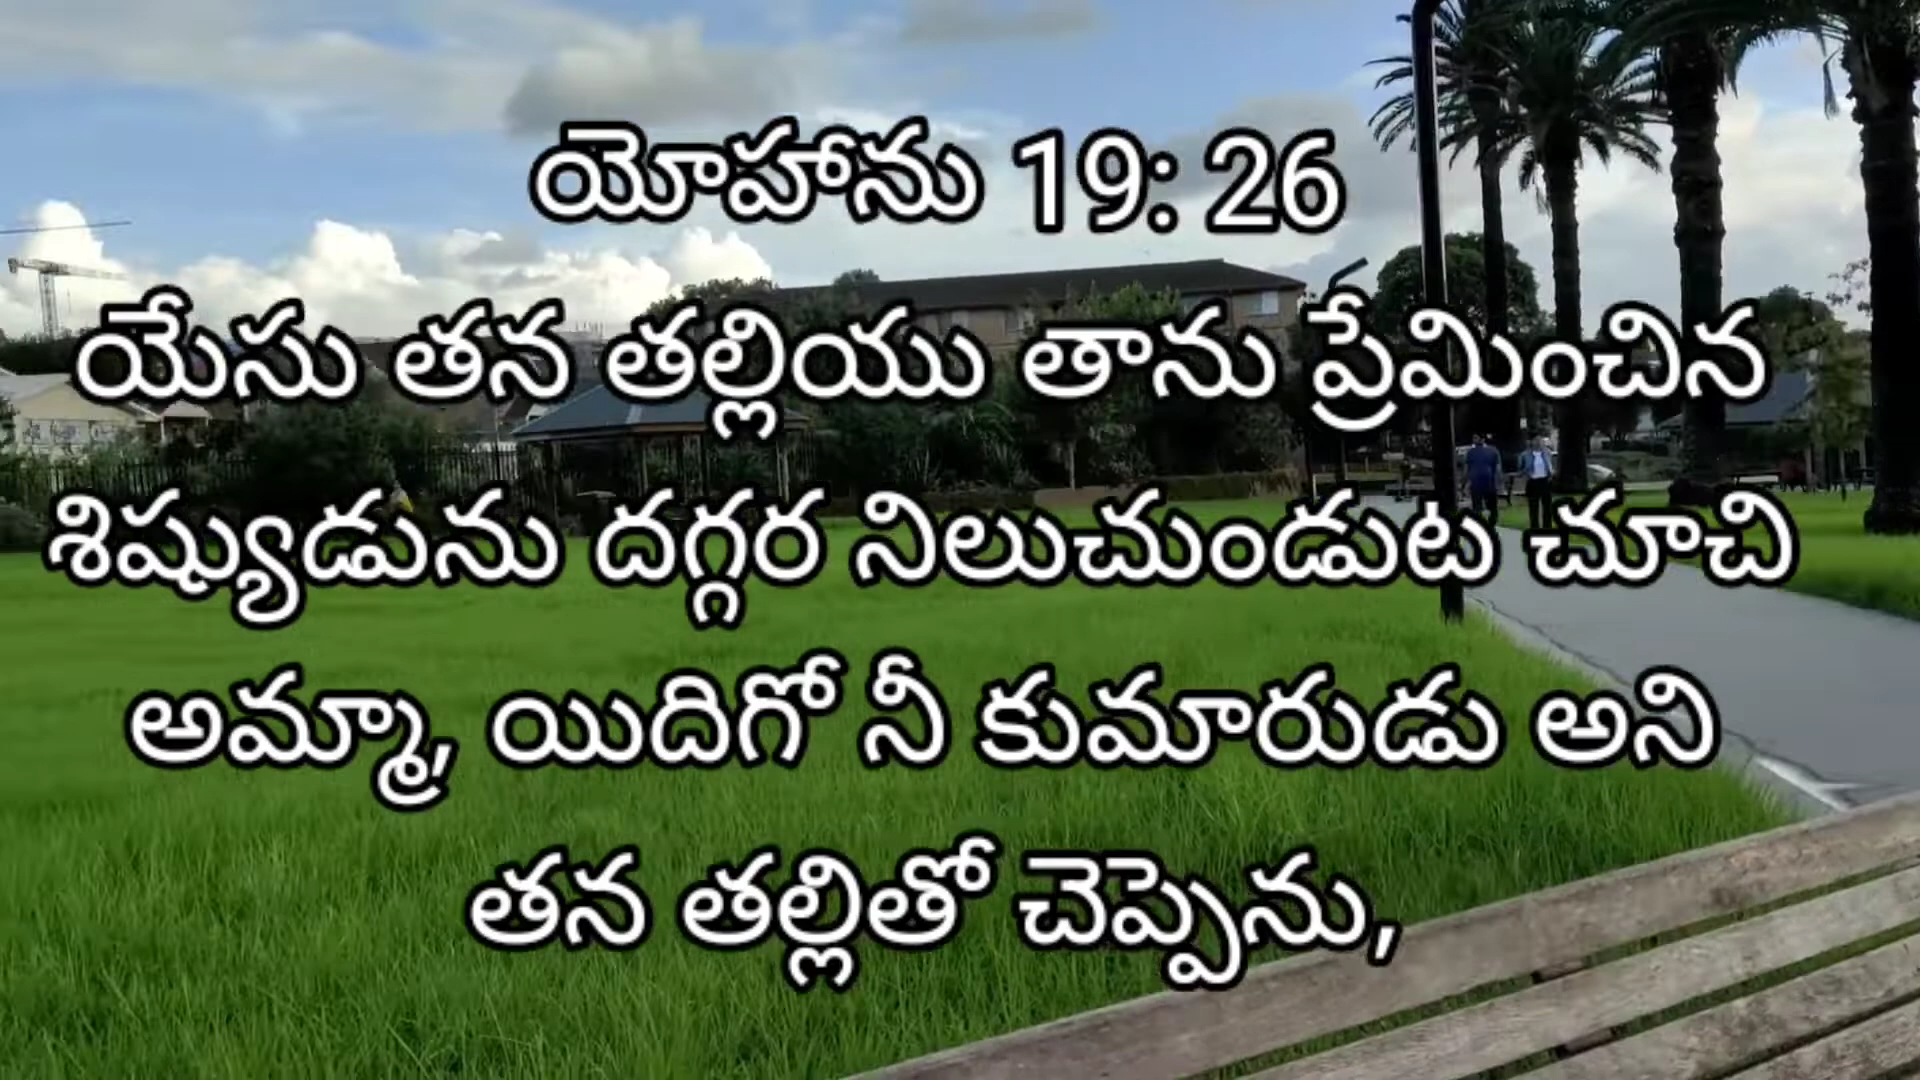 యోహాను 19: 26
యేసు తన తల్లియు తాను ప్రేమించిన
శిష్యుడును దగ్గర నిలుచుండుట చూచి
అమ్మా, యిదిగో నీ కుమారుడు అని
తన తల్లితో చెప్పెను,